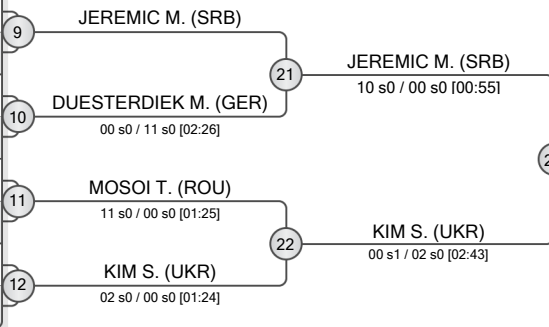 9
JEREMIC M. (SRB)
21
JEREMIC M. (SRB)
10 s0 / 00 s0 [00:55]
10
DUESTERDIEK M. (GER)
00 s0 / 11 s0 [02:26]
11
MOSOI T. (ROU)
11 s0 / 00 s0 [01:25]
22
KIM S. (UKR)
00 s1 / 02 s0 [02:43]
12
KIM S. (UKR)
02 s0 / 00 s0 [01:24]